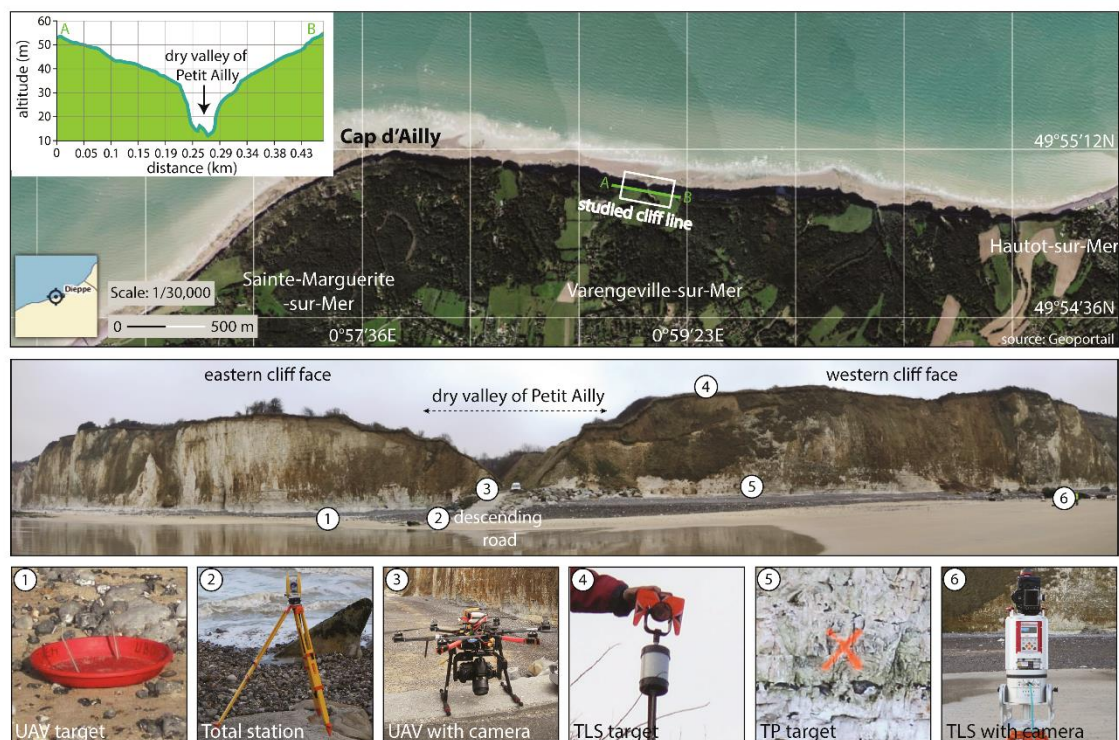 60
50
40
30
20
10
altitude (m)
A
B
dry valley of
Petit Ailly
0
0.05
0.1
0.15
0.19
0.25
0.29
0.34
0.38
0.43
distance (km)
Cap d'Ailly
49°55'12N
A
B
studied cliff line
Hautot-sur-Mer
Sainte-Marguerite
-sur-Mer
Varengeville-sur-Mer
Dieppe
Scale: 1/30,000
0
500 m
49°54'36N
0°57'36E
0°59'23E
source: Geoportail
eastern cliff face
dry valley of Petit Ailly
western cliff face
4
3
5
6
1
2
descending
road
1
UAV target
2
Total station
3
UAV with camera
4
TLS target
5
TP target
6
TLS with camera